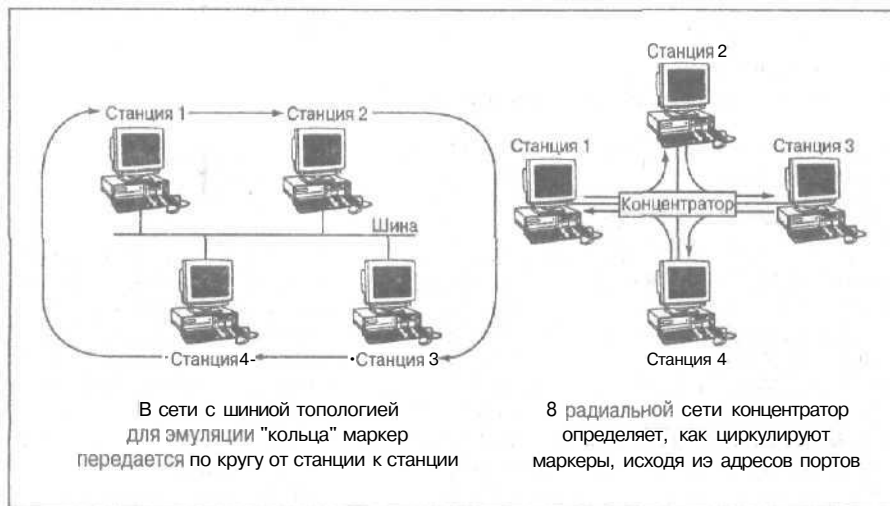 Станция 1
Станция 2
Шина
·Станция4-
·Станция 3
В сети с шиниой топологией
для эмуляции "кольца" маркер
передается по кругу от станции к станции
Станция 2
Станция 1
Станция 3
Концентратор
Станция 4
8 радиальной сети концентратор
определяет, как циркулируют
маркеры, исходя иэ адресов портов